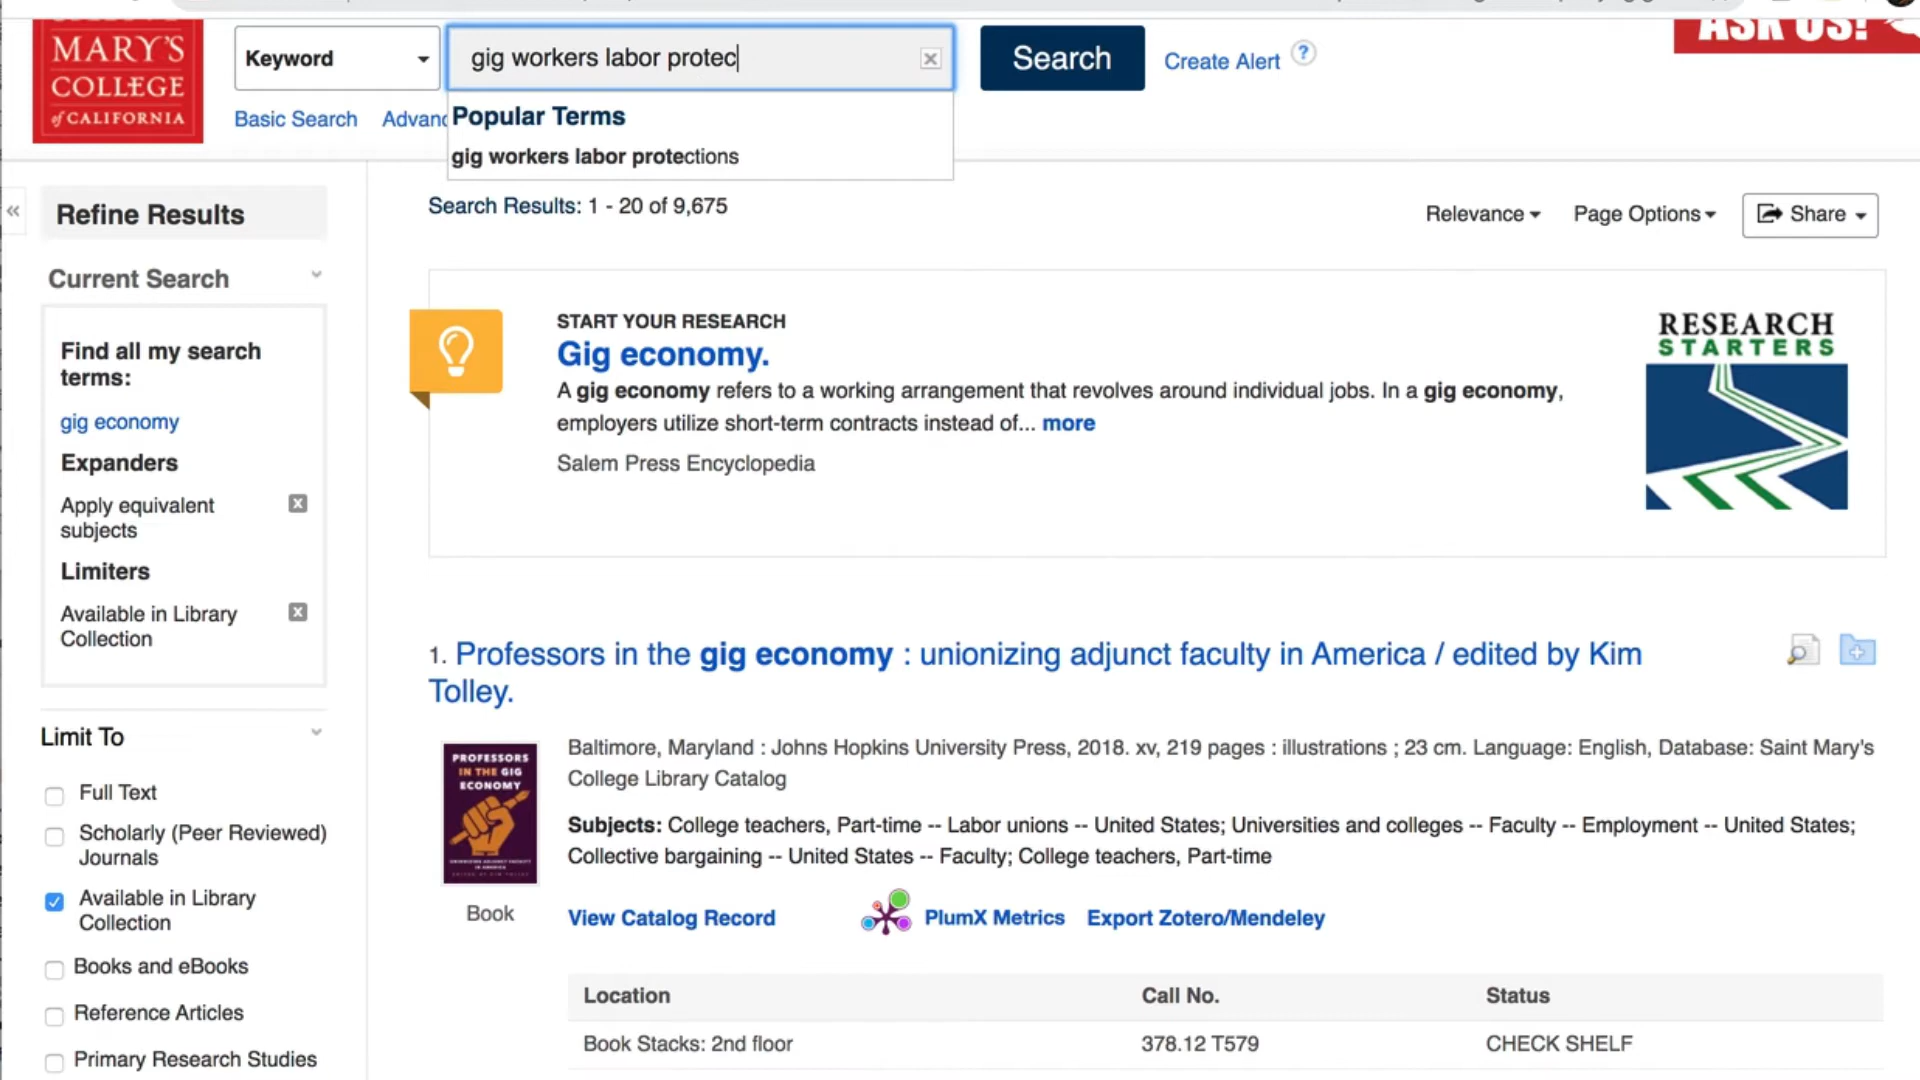 MARY'S
COLLEGE
of CALIFORNIA
Keyword
gig workers labor protec
Search
Create Alert
?
ASK US!
Basic Search
Advanc
Popular Terms
gig workers labor protections
«
Refine Results
Search Results: 1 - 20 of 9,675
Relevance
Page Options
Share
Current Search
Find all my search
terms:
gig economy
Expanders
Apply equivalent
subjects
Limiters
Available in Library
Collection
START YOUR RESEARCH
Gig economy.
A gig economy refers to a working arrangement that revolves around individual jobs. In a gig economy,
employers utilize short-term contracts instead of... more
Salem Press Encyclopedia
RESEARCH
STARTERS
1. Professors in the gig economy : unionizing adjunct faculty in America / edited by Kim
Tolley.
Limit To
Full Text
Scholarly (Peer Reviewed)
Journals
Available in Library
Collection
Books and eBooks
Reference Articles
Primary Research Studies
PROFESSORS
IN THE GIG
ECONOMY
Book
Baltimore, Maryland : Johns Hopkins University Press, 2018. xv, 219 pages : illustrations ; 23 cm. Language: English, Database: Saint Mary's
College Library Catalog
Subjects: College teachers, Part-time -- Labor unions -- United States; Universities and colleges -- Faculty -- Employment -- United States;
Collective bargaining -- United States -- Faculty; College teachers, Part-time
View Catalog Record
PlumX Metrics
Export Zotero/Mendeley
Location
Call No.
Status
Book Stacks: 2nd floor
378.12 T579
CHECK SHELF